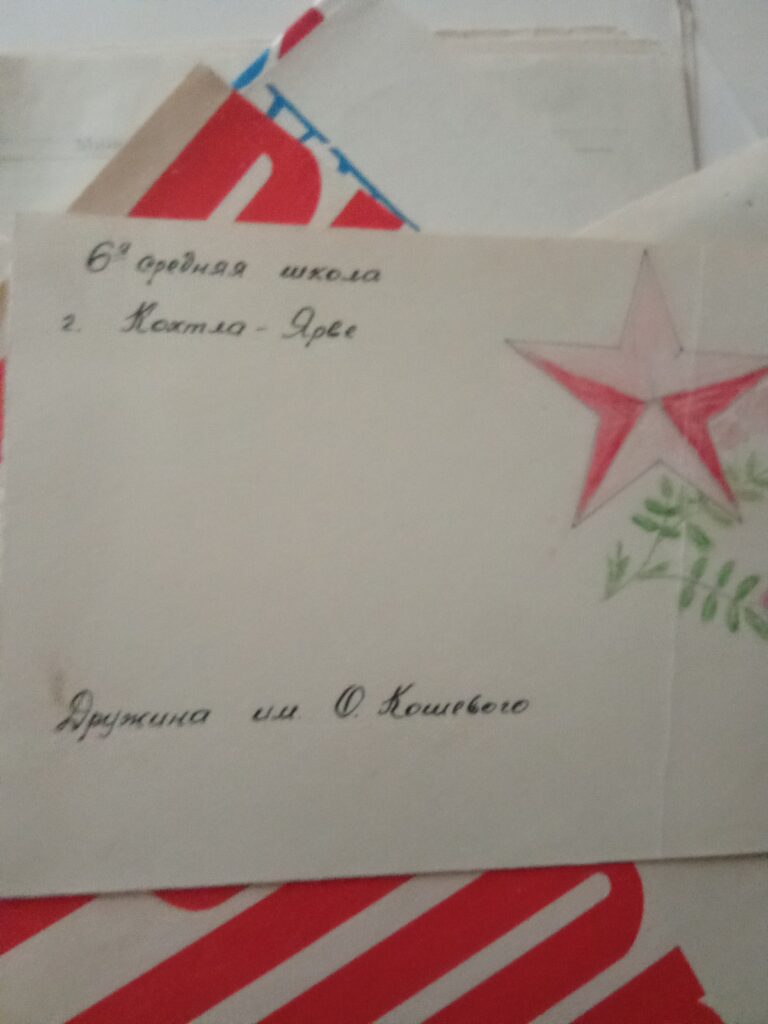 6я средняя школа
г. Кохтла - Ярве
Дружина им. О. Кошевого